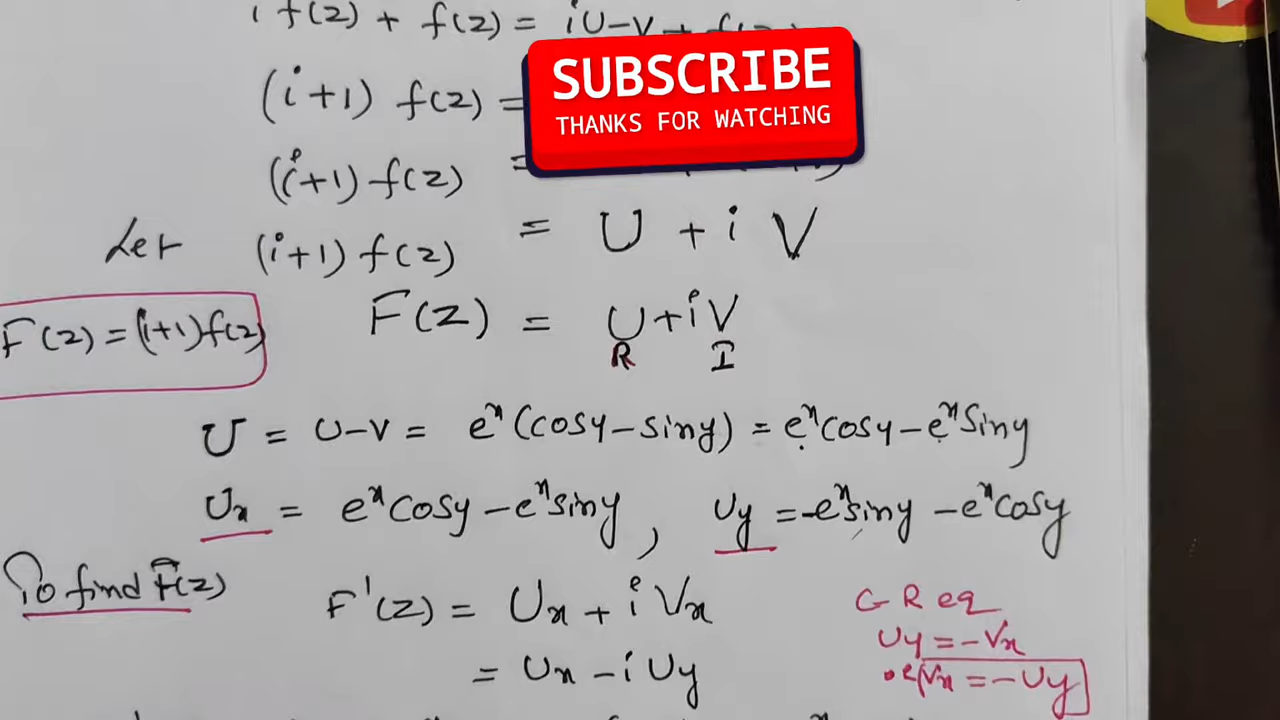 i f(z) + f(z) = iu-v + f(z)
SUBSCRIBE
THANKS FOR WATCHING
(i+1) f(z) =
(i+1) f(z) =
Let (i+1) f(z) = U + i V
F(z) = (i+1) f(z)
F(z) = U + iV
R I
U = u-v = e^x (cosy - siny) = e^x cosy - e^x siny
Ux = e^x cosy - e^x siny , Uy = -e^x siny - e^x cosy
To find F(z)
F'(z) = Ux + i Vx
= Ux - i Uy
C R eq
Uy = -Vx
Vx = -Uy